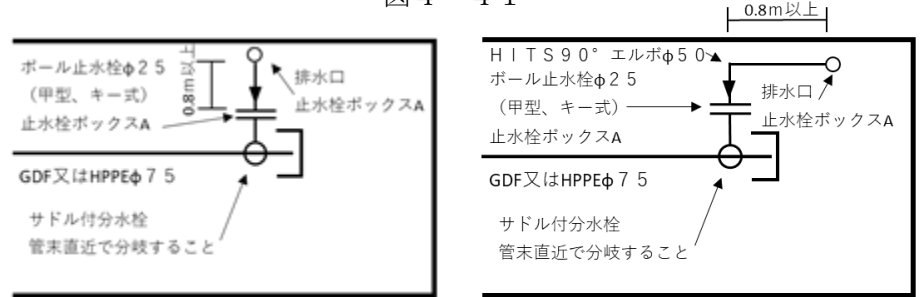 図4－4-1
0.8m以上
ボール止水栓φ25
（甲型、キー式）
止水栓ボックスA
0.8m以上
排水口
止水栓ボックスA
GDF又はHPPEφ75
サドル付分水栓
管末直近で分岐すること
HITS90°エルボφ50
ボール止水栓φ25
（甲型、キー式）
止水栓ボックスA
排水口
止水栓ボックスA
GDF又はHPPEφ75
サドル付分水栓
管末直近で分岐すること